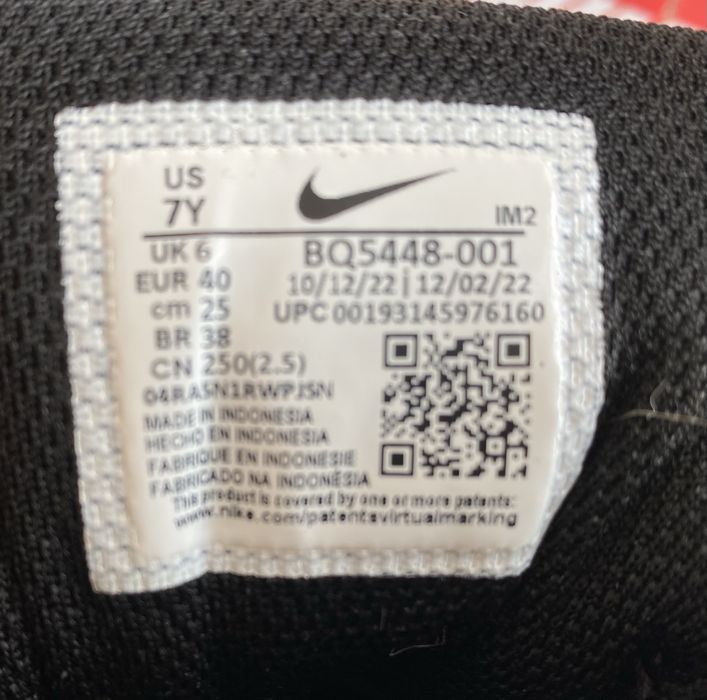 US
7Y
IM2
UK 6
BQ5448-001
EUR 40
10/12/22 | 12/02/22
cm 25
UPC 00193145976160
BR 38
CN 250(2.5)
04RA5N1RWPJSN
MADE IN INDONESIA
HECHO EN INDONESIA
FABRIQUE EN INDONESIE
FABRICADO NA INDONÉSIA
This product is covered by one or more patents:
www.nike.com/patentsvirtualmarking